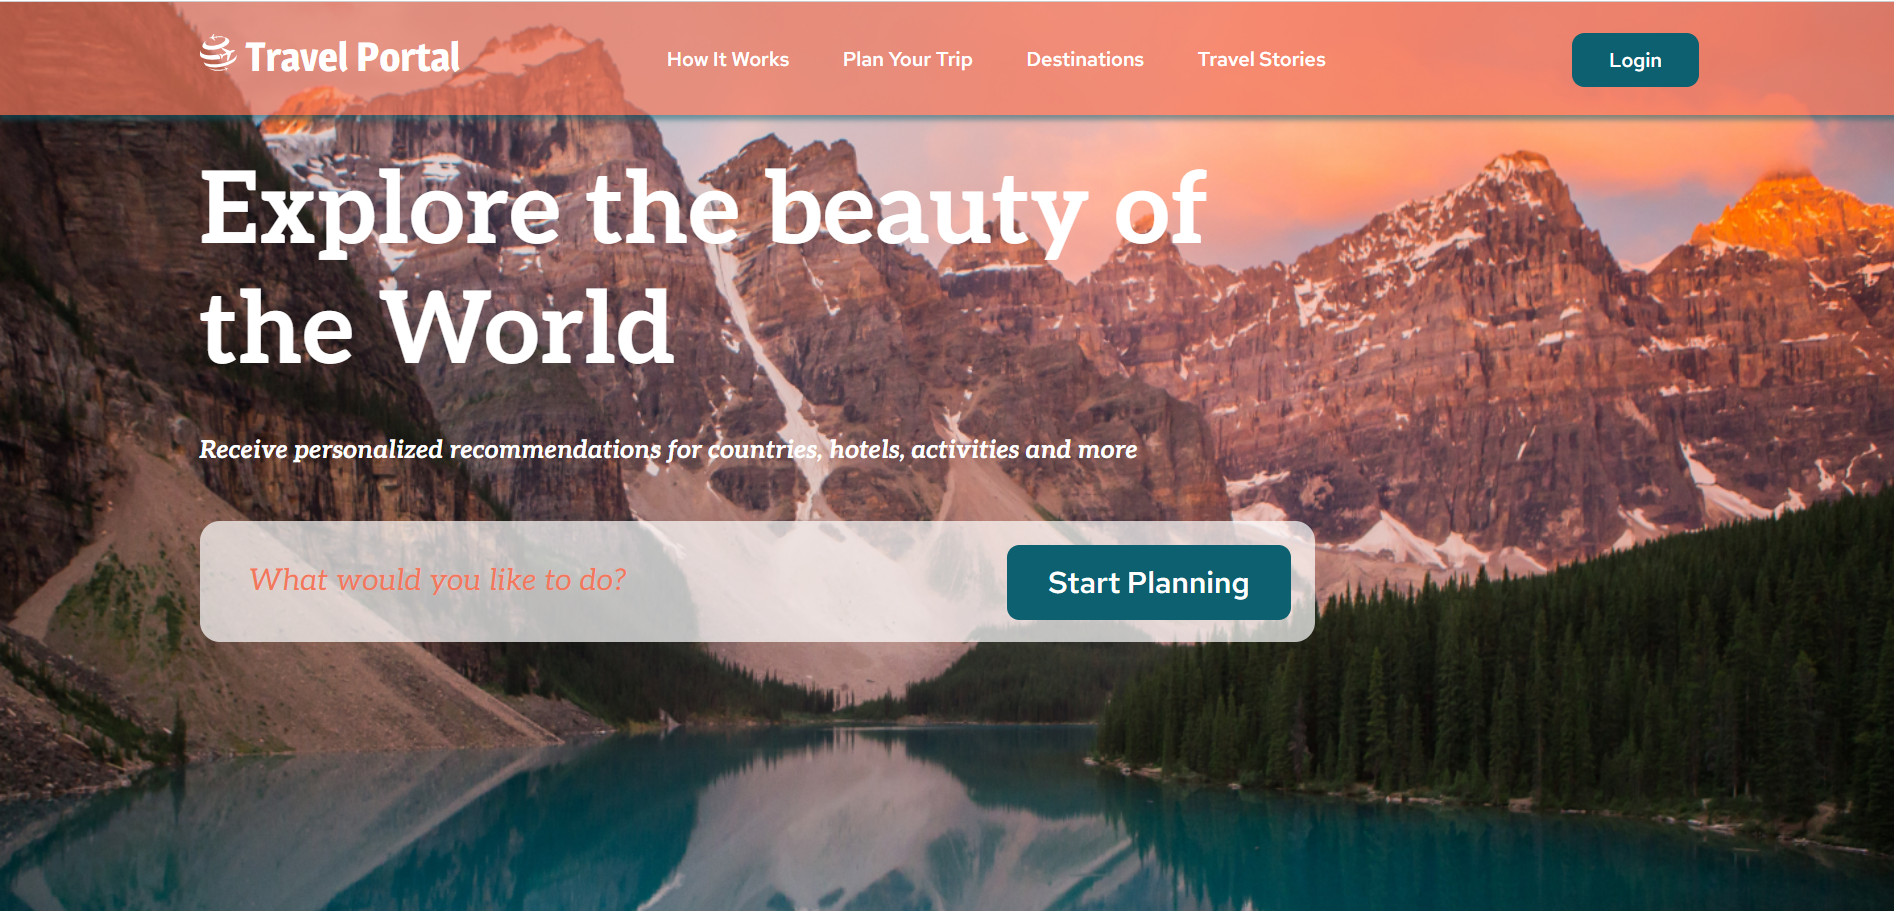 Travel Portal
How It Works
Plan Your Trip
Destinations
Travel Stories
Login
Explore the beauty of
the World
Receive personalized recommendations for countries, hotels, activities and more
What would you like to do?
Start Planning